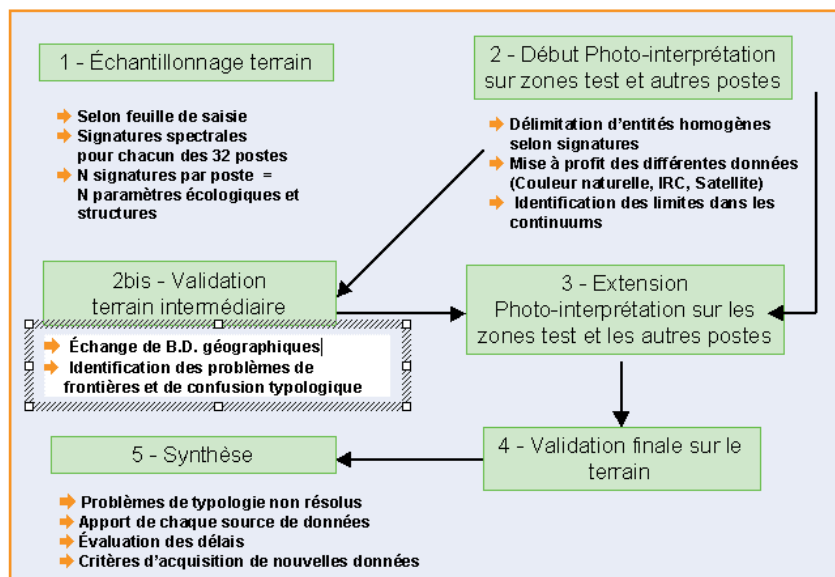 1 - Échantillonnage terrain
Selon feuille de saisie
Signatures spectrales
pour chacun des 32 postes
N signatures par poste =
N paramètres écologiques et
structures
2 - Début Photo-interprétation
sur zones test et autres postes
Délimitation d'entités homogènes
selon signatures
Mise à profit des différentes données
(Couleur naturelle, IRC, Satellite)
Identification des limites dans les
continuums
2bis - Validation
terrain intermédiaire
Échange de B.D. géographiques
Identification des problèmes de
frontières et de confusion typologique
3 - Extension
Photo-interprétation sur les
zones test et les autres postes
4 - Validation finale sur le
terrain
5 - Synthèse
Problèmes de typologie non résolus
Apport de chaque source de données
Évaluation des délais
Critères d'acquisition de nouvelles données